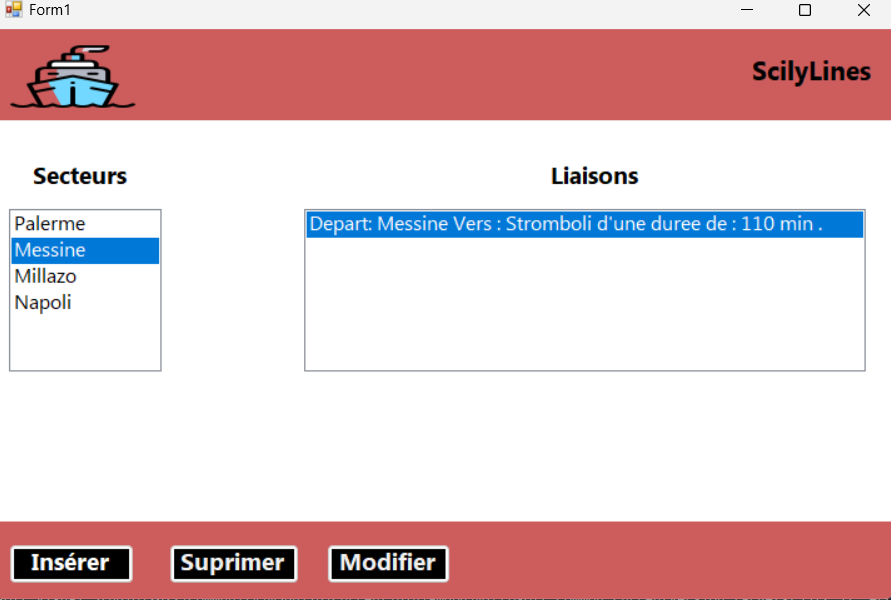 Form1
ScilyLines
Secteurs
Liaisons
Palerme
Messine
Millazo
Napoli
Depart: Messine Vers : Stromboli d'une duree de : 110 min .
Insérer
Suprimer
Modifier